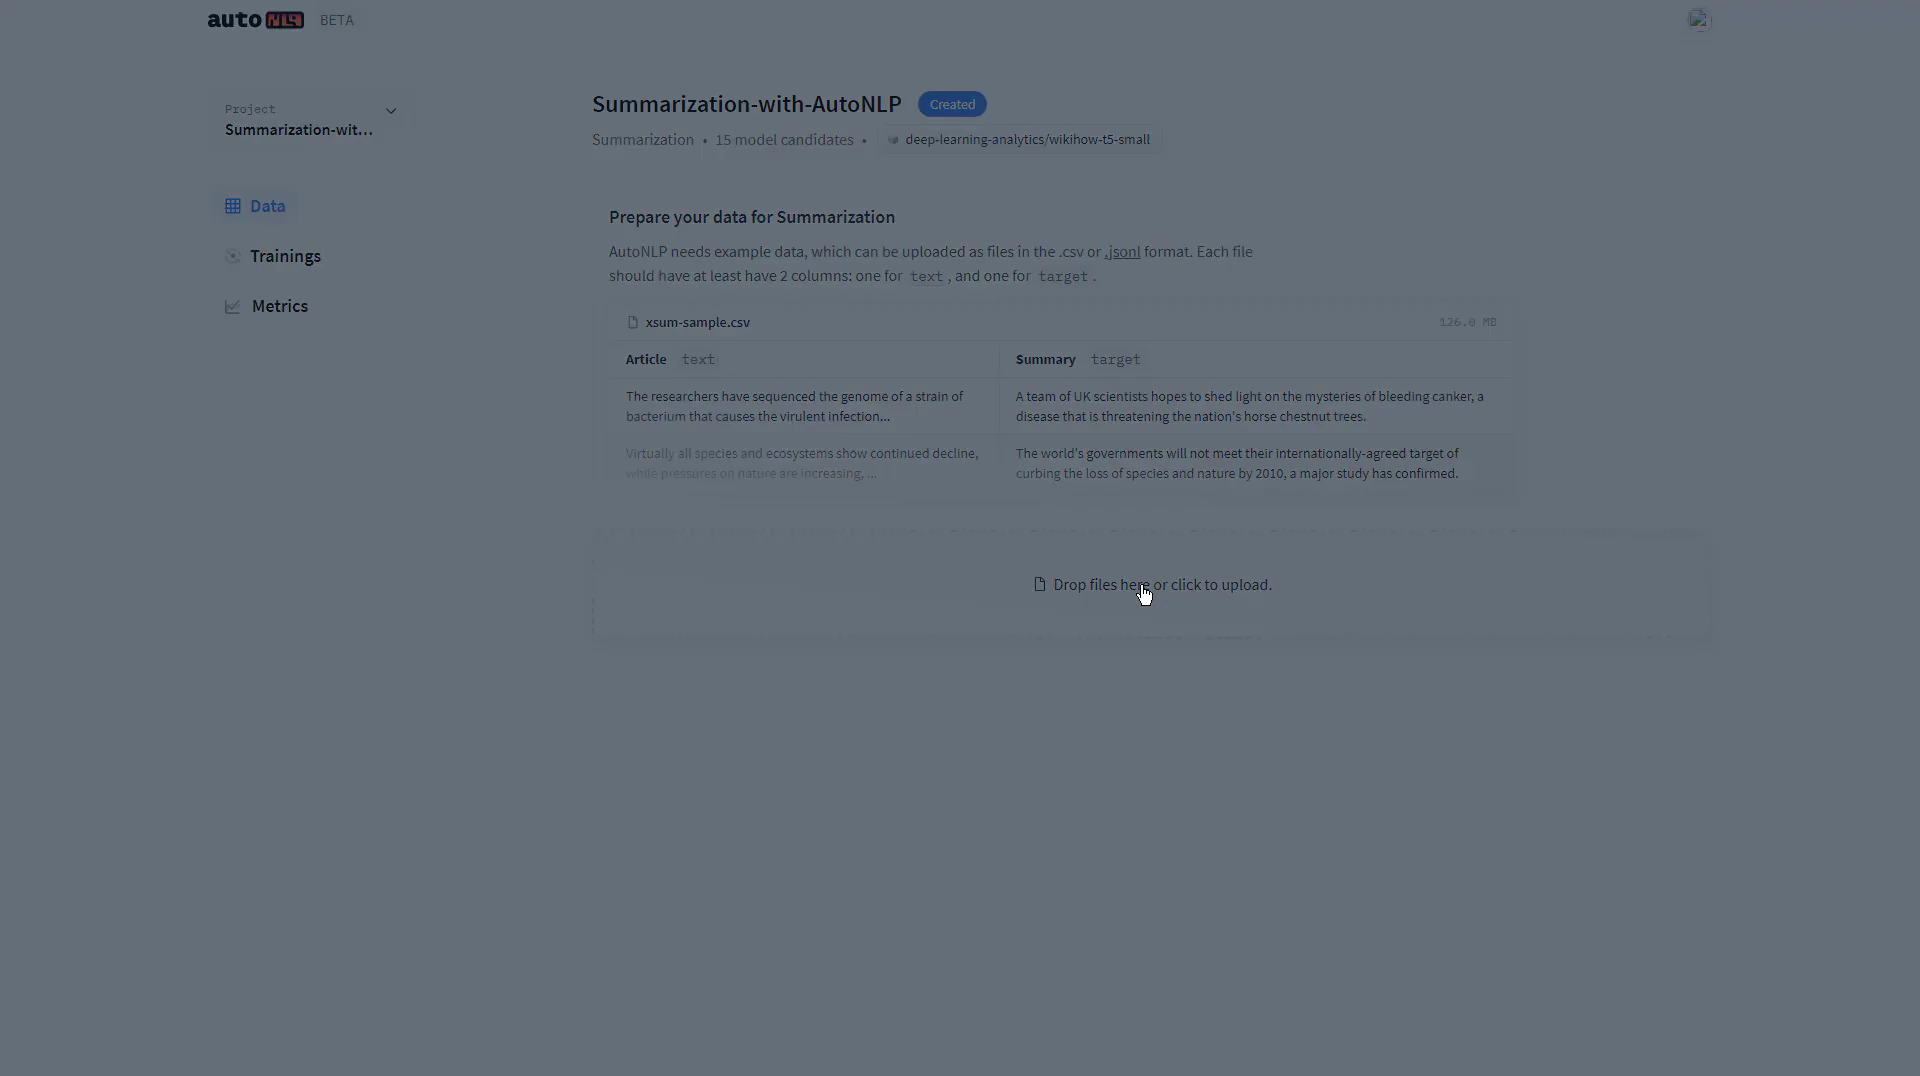 auto NLP BETA
Project
Summarization-wit...
Data
Trainings
Metrics
Summarization-with-AutoNLP Created
Summarization • 15 model candidates • deep-learning-analytics/wikihow-t5-small
Prepare your data for Summarization
AutoNLP needs example data, which can be uploaded as files in the .csv or .jsonl format. Each file
should have at least have 2 columns: one for text , and one for target .
xsum-sample.csv 126.0 MB
Article text Summary target
The researchers have sequenced the genome of a strain of
bacterium that causes the virulent infection...
A team of UK scientists hopes to shed light on the mysteries of bleeding canker, a
disease that is threatening the nation's horse chestnut trees.
Virtually all species and ecosystems show continued decline,
while pressures on nature are increasing, ...
The world's governments will not meet their internationally-agreed target of
curbing the loss of species and nature by 2010, a major study has confirmed.
Drop files here or click to upload.